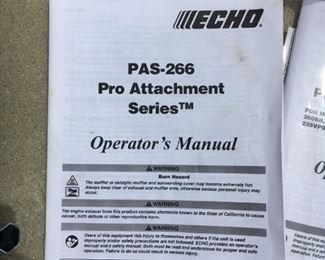 ECHO
PAS-266
Pro Attachment
Series™
Operator's Manual
WARNING
Burn Hazard
The muffler or catalytic muffler and surrounding cover may become extremely hot.
Always keep clear of exhaust and muffler area, otherwise serious personal injury may
occur.
WARNING
The engine exhaust from this product contains chemicals known to the State of California to cause
cancer, birth defects or other reproductive harm.
WARNING
Users of this equipment risk injury to themselves and others if the unit is used
improperly and/or safety precautions are not followed. ECHO provides an operator's
manual and a safety manual. Both must be read and understood for proper and safe
operation. Failure to do so could result in serious injury.
FOR M
Oper